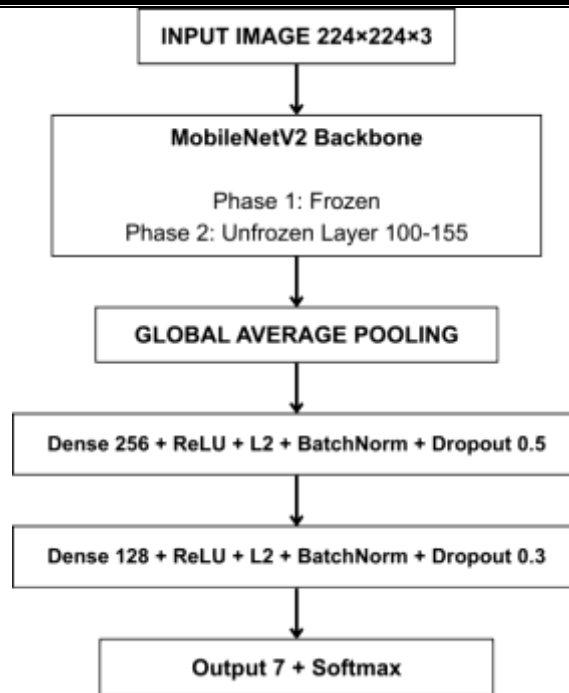 INPUT IMAGE 224×224×3
MobileNetV2 Backbone
Phase 1: Frozen
Phase 2: Unfrozen Layer 100-155
GLOBAL AVERAGE POOLING
Dense 256 + ReLU + L2 + BatchNorm + Dropout 0.5
Dense 128 + ReLU + L2 + BatchNorm + Dropout 0.3
Output 7 + Softmax